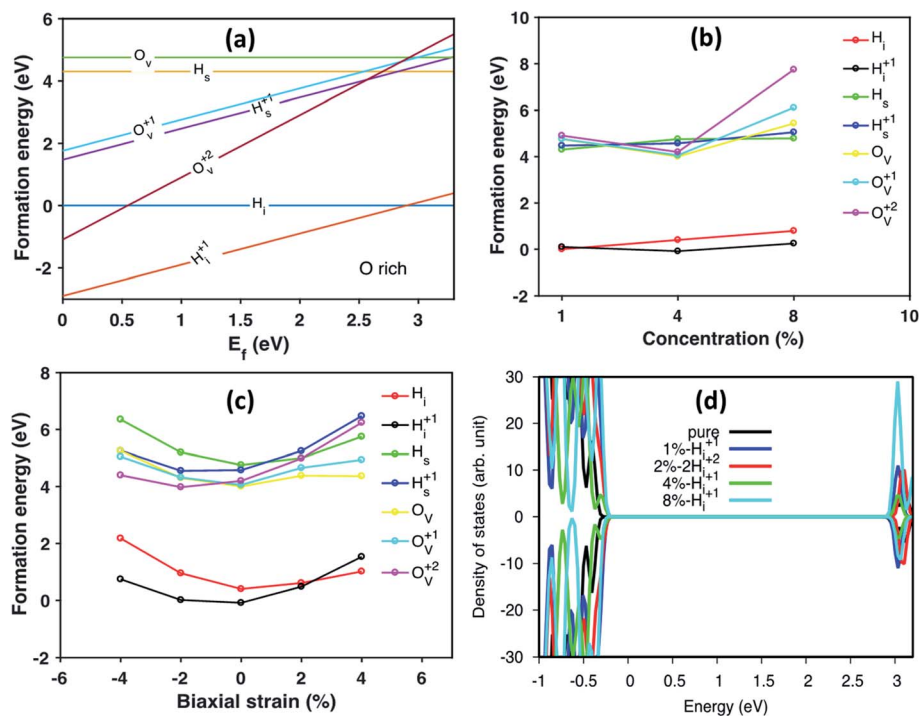 (a)
Formation energy (eV)
6
4
2
0
-2
O_V
H_s
O_V^{+1}
H_s^{+1}
O_V^{+2}
H_i
H_i^{+1}
O rich
0
0.5
1
1.5
2
2.5
3
E_f (eV)
(b)
Formation energy (eV)
10
8
6
4
2
0
-2
H_i
H_i^{+1}
H_s
H_s^{+1}
O_V
O_V^{+1}
O_V^{+2}
1
4
8
10
Concentration (%)
(c)
Formation energy (eV)
8
6
4
2
0
-2
H_i
H_i^{+1}
H_s
H_s^{+1}
O_V
O_V^{+1}
O_V^{+2}
-6
-4
-2
0
2
4
6
Biaxial strain (%)
(d)
Density of states (arb. unit)
30
20
10
0
-10
-20
-30
pure
1%-H_i^{+1}
2%-2H_i^{+2}
4%-H_i^{+1}
8%-H_i^{+1}
-1
-0.5
0
0.5
1
1.5
2
2.5
3
Energy (eV)